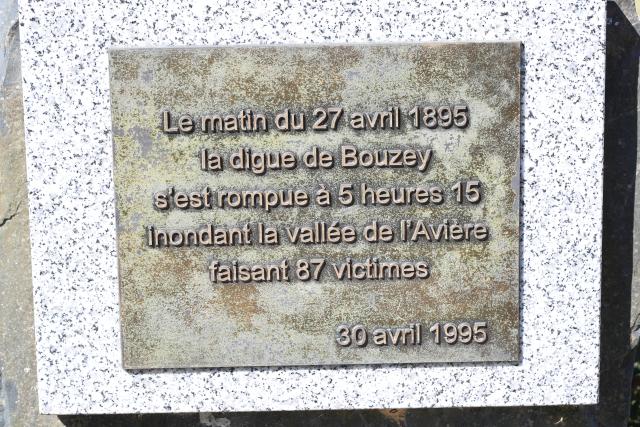 Le matin du 27 avril 1895
la digue de Bouzey
s'est rompue à 5 heures 15
inondant la vallée de l'Avière
faisant 87 victimes
30 avril 1995